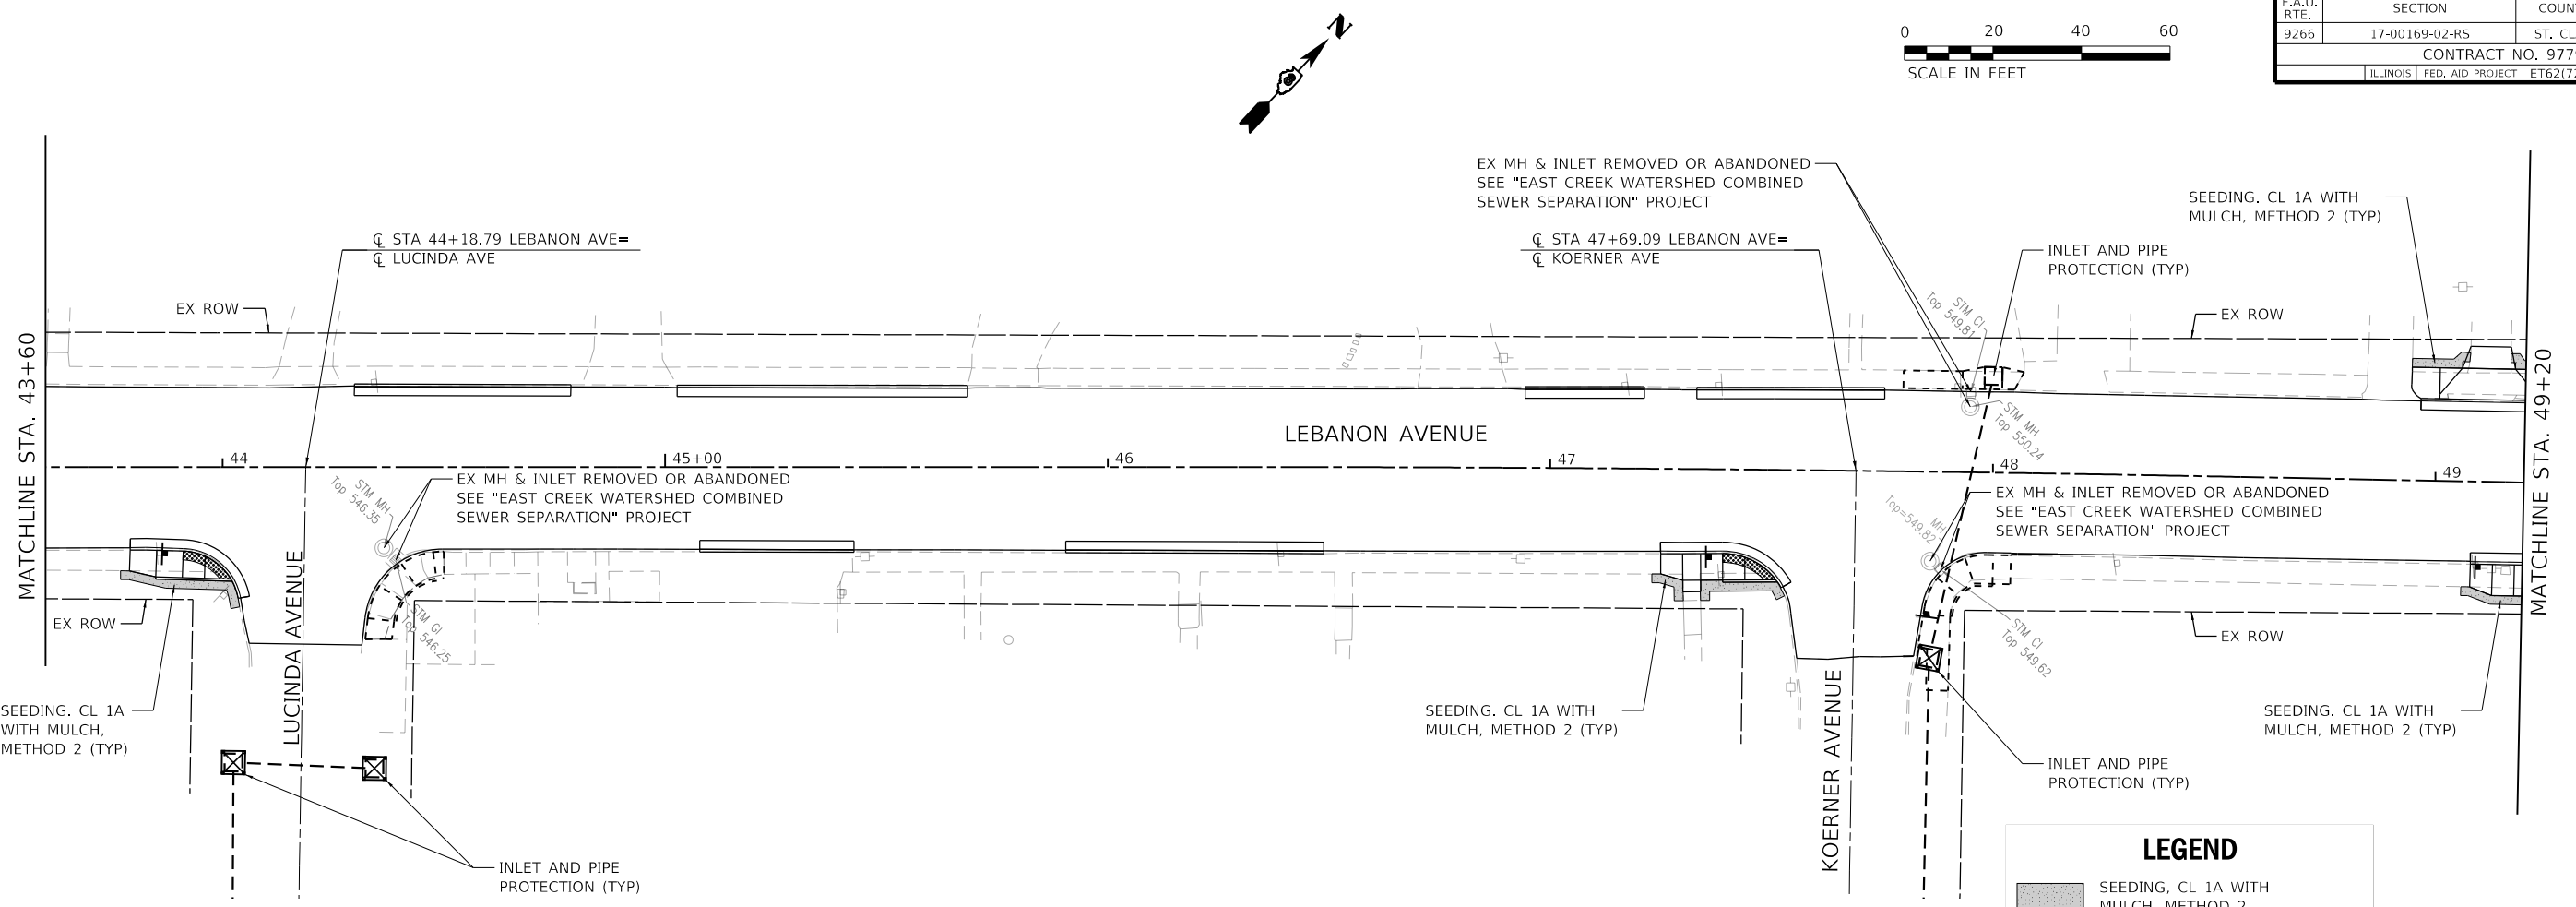 N
0 20 40 60
SCALE IN FEET
F.A.U.
RTE.
SECTION
COUN
9266
17-00169-02-RS
ST. CL
CONTRACT NO. 977
ILLINOIS
FED. AID PROJECT
ET62(7
EX MH & INLET REMOVED OR ABANDONED
SEE "EAST CREEK WATERSHED COMBINED
SEWER SEPARATION" PROJECT
SEEDING. CL 1A WITH
MULCH, METHOD 2 (TYP)
℄ STA 44+18.79 LEBANON AVE=
℄ LUCINDA AVE
℄ STA 47+69.09 LEBANON AVE=
℄ KOERNER AVE
INLET AND PIPE
PROTECTION (TYP)
EX ROW
STM CI
Top 549.81
EX ROW
MATCHLINE STA. 43+60
MATCHLINE STA. 49+20
LEBANON AVENUE
STM MH
Top 550.24
44
45+00
46
47
48
49
STM MH
Top 546.35
EX MH & INLET REMOVED OR ABANDONED
SEE "EAST CREEK WATERSHED COMBINED
SEWER SEPARATION" PROJECT
MH
Top=549.82
EX MH & INLET REMOVED OR ABANDONED
SEE "EAST CREEK WATERSHED COMBINED
SEWER SEPARATION" PROJECT
EX ROW
LUCINDA AVENUE
STM GI
Top 546.25
STM CI
Top 549.62
EX ROW
SEEDING. CL 1A
WITH MULCH,
METHOD 2 (TYP)
SEEDING. CL 1A WITH
MULCH, METHOD 2 (TYP)
KOERNER AVENUE
SEEDING. CL 1A WITH
MULCH, METHOD 2 (TYP)
INLET AND PIPE
PROTECTION (TYP)
INLET AND PIPE
PROTECTION (TYP)
LEGEND
SEEDING, CL 1A WITH
MULCH, METHOD 2